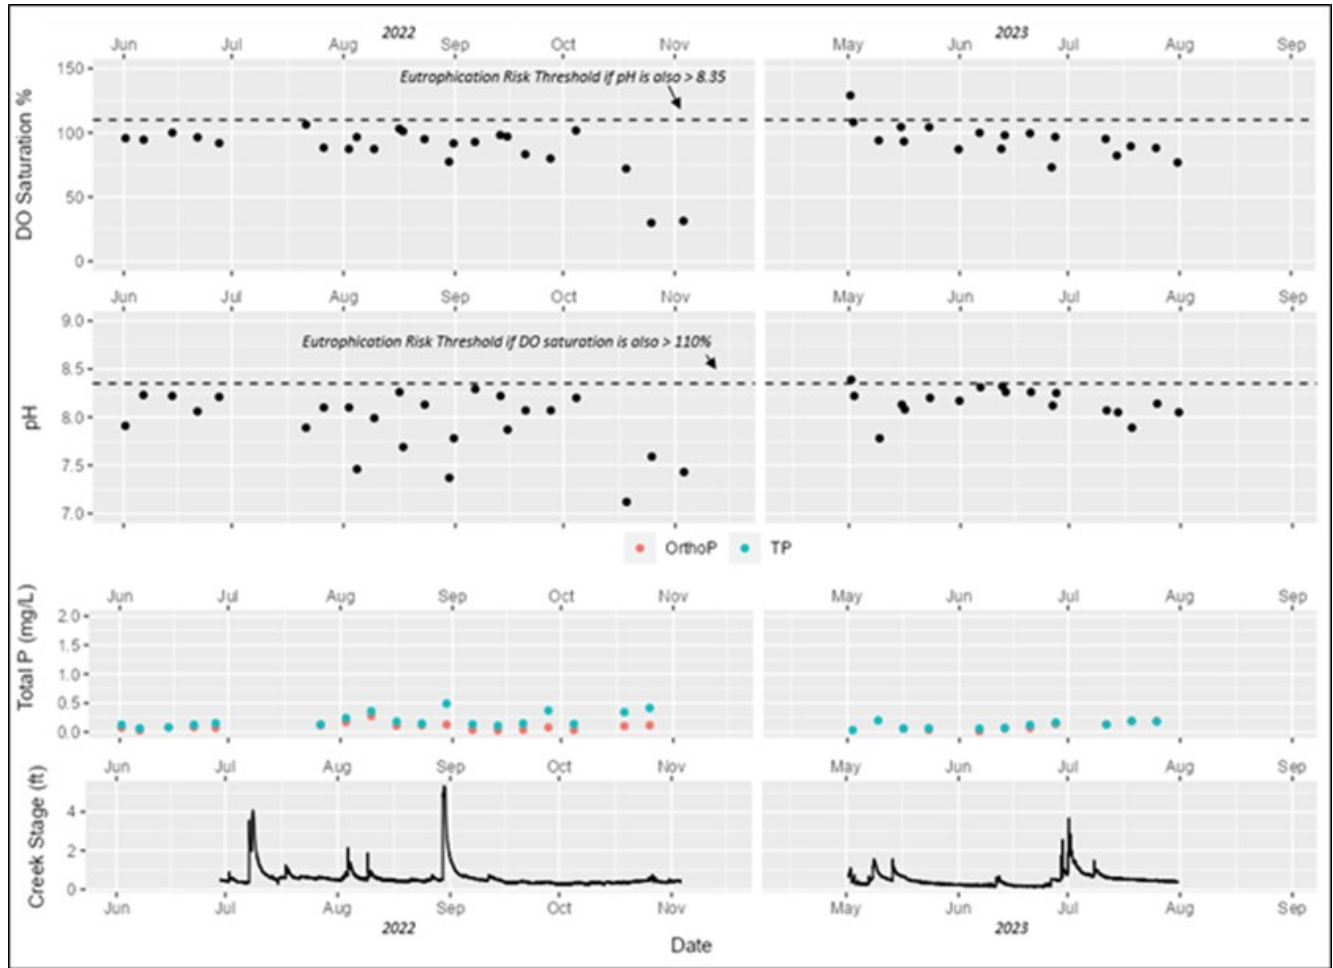 2022 2023
Jun Jul Aug Sep Oct Nov May Jun Jul Aug Sep
Eutrophication Risk Threshold if pH is also > 8.35
DO Saturation %
150
100
50
0
Jun Jul Aug Sep Oct Nov May Jun Jul Aug Sep
Eutrophication Risk Threshold if DO saturation is also > 110%
pH
9.0
8.5
8.0
7.5
7.0
OrthoP TP
Jun Jul Aug Sep Oct Nov May Jun Jul Aug Sep
Total P (mg/L)
2.0
1.5
1.0
0.5
0.0
Jun Jul Aug Sep Oct Nov May Jun Jul Aug Sep
Creek Stage (ft)
4
2
0
Jun Jul Aug Sep Oct Nov May Jun Jul Aug Sep
2022 2023
Date